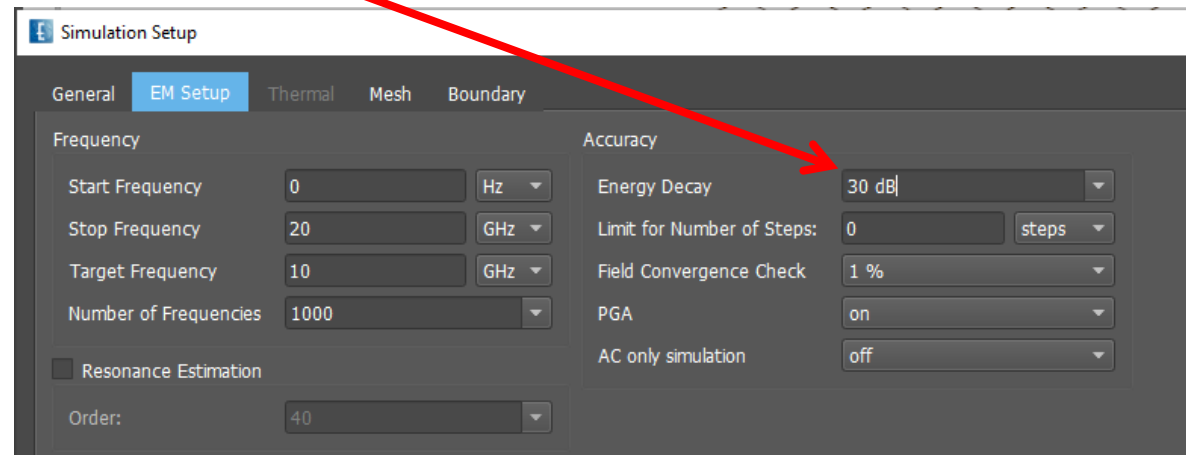 Simulation Setup
General EM Setup Thermal Mesh Boundary
Frequency
Start Frequency 0 Hz
Stop Frequency 20 GHz
Target Frequency 10 GHz
Number of Frequencies 1000
Resonance Estimation
Order: 40
Accuracy
Energy Decay 30 dB
Limit for Number of Steps: 0 steps
Field Convergence Check 1 %
PGA on
AC only simulation off